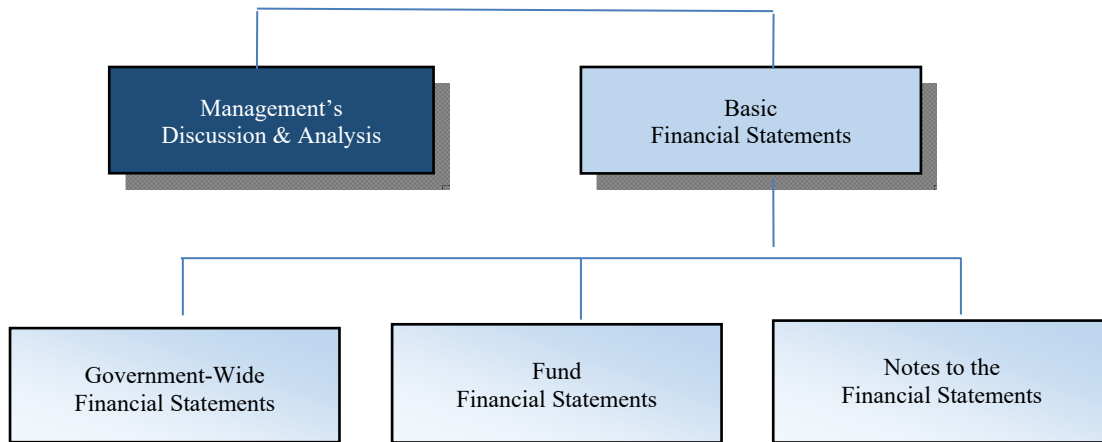 Management’s
Discussion & Analysis
Basic
Financial Statements
Government-Wide
Financial Statements
Fund
Financial Statements
Notes to the
Financial Statements